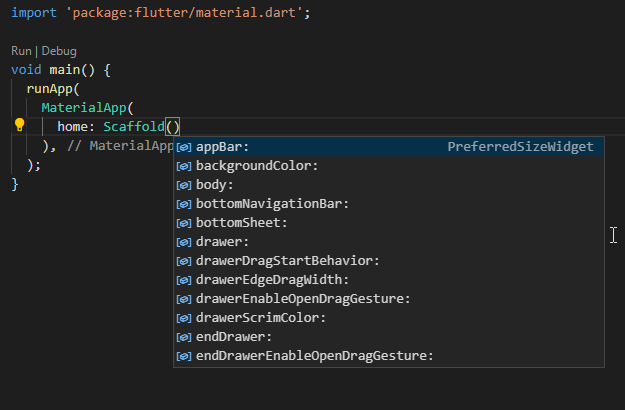 import 'package:flutter/material.dart';
Run | Debug
void main() {
runApp(
MaterialApp(
home: Scaffold()
), // MaterialApp
);
}
appBar: PreferredSizeWidget
backgroundColor:
body:
bottomNavigationBar:
bottomSheet:
drawer:
drawerDragStartBehavior:
drawerEdgeDragWidth:
drawerEnableOpenDragGesture:
drawerScrimColor:
endDrawer:
endDrawerEnableOpenDragGesture: